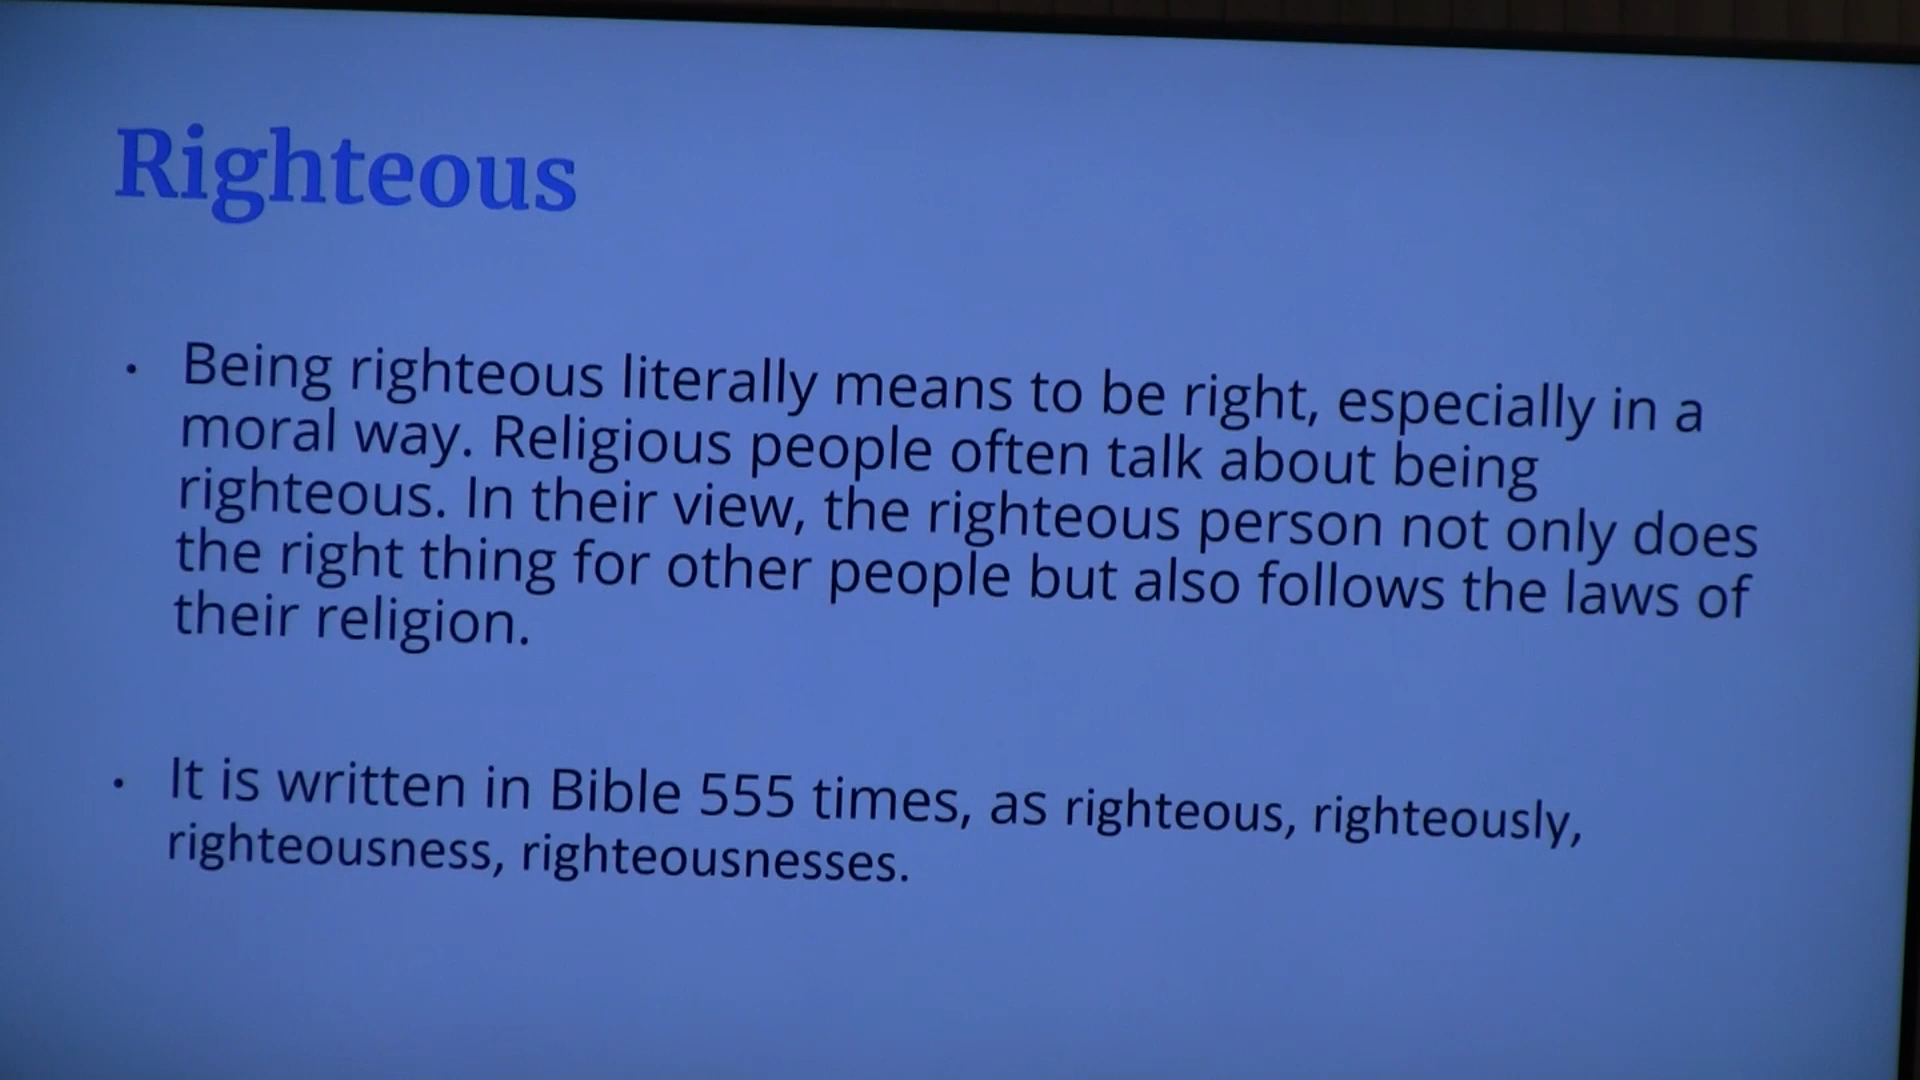 Righteous
• Being righteous literally means to be right, especially in a
moral way. Religious people often talk about being
righteous. In their view, the righteous person not only does
the right thing for other people but also follows the laws of
their religion.
• It is written in Bible 555 times, as righteous, righteously,
righteousness, righteousnesses.